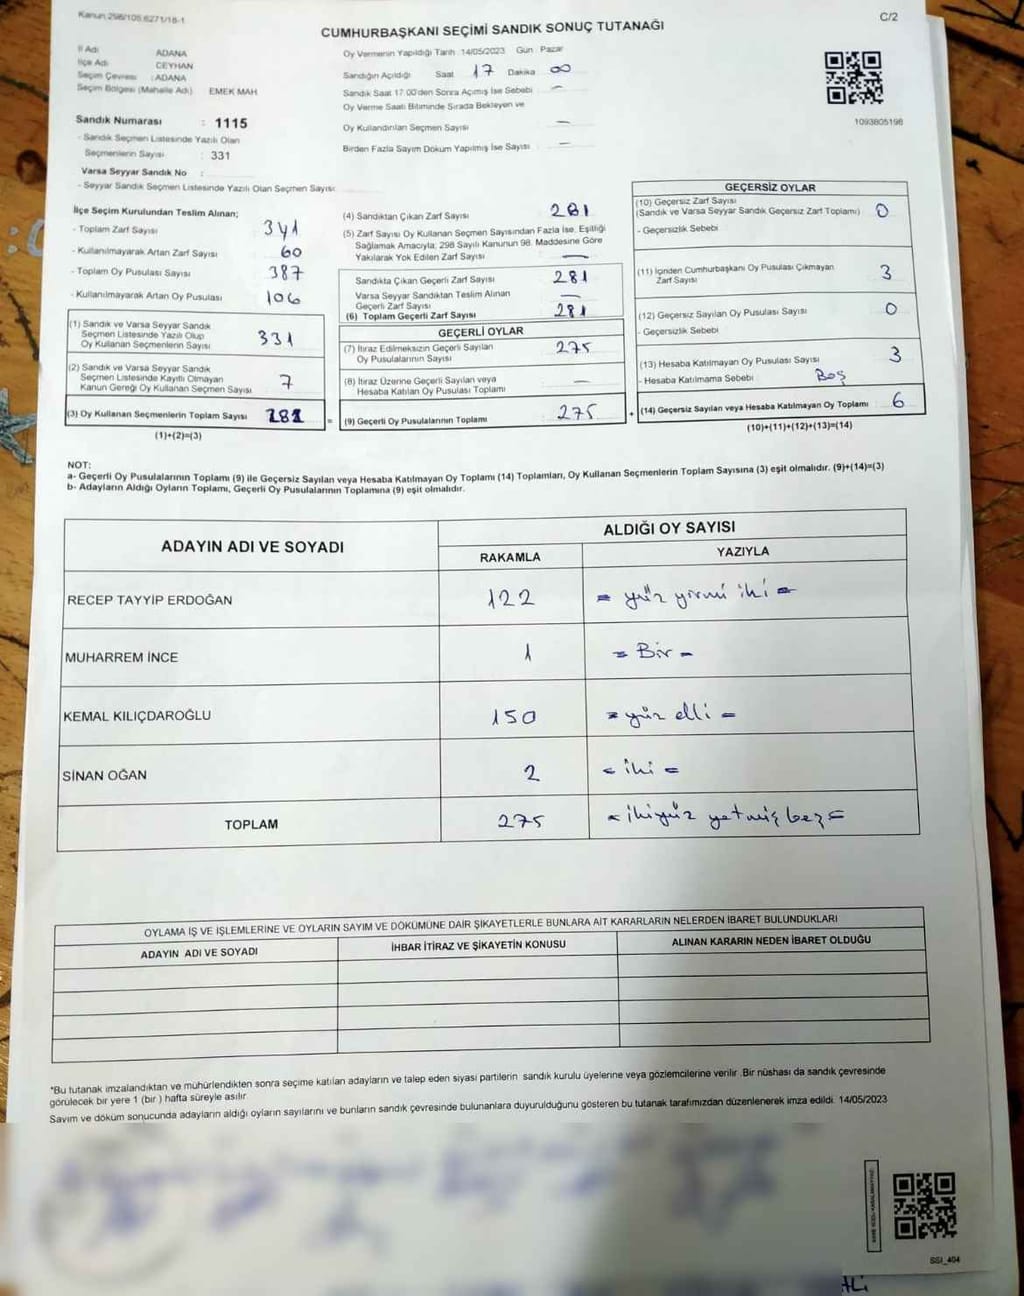 Kanun 298/105.6271/16-1
C/2
CUMHURBAŞKANI SEÇİMİ SANDIK SONUÇ TUTANAĞI
İl Adı ADANA
İlçe Adı CEYHAN
Seçim Çevresi : ADANA
Seçim Bölgesi (Mahalle Adı) EMEK MAH
Sandık Numarası : 1115
- Sandık Seçmen Listesinde Yazılı Olan
Seçmenlerin Sayısı : 331
Varsa Seyyar Sandık No :
- Seyyar Sandık Seçmen Listesinde Yazılı Olan Seçmen Sayısı
Oy Vermenin Yapıldığı Tarih 14/05/2023 Gün Pazar
Sandığın Açıldığı Saat 17 Dakika 00
Sandık Saat 17.00'den Sonra Açılmış İse Sebebi —
Oy Verme Saati Bitiminde Sırada Bekleyen ve
Oy Kullandırılan Seçmen Sayısı —
Birden Fazla Sayım Döküm Yapılmış İse Sayısı —
1093805198
İlçe Seçim Kurulundan Teslim Alınan;
- Toplam Zarf Sayısı 341
- Kullanılmayarak Artan Zarf Sayısı 60
- Toplam Oy Pusulası Sayısı 387
- Kullanılmayarak Artan Oy Pusulası 106
(1) Sandık ve Varsa Seyyar Sandık
Seçmen Listesinde Yazılı Olup
Oy Kullanan Seçmenlerin Sayısı 331
(2) Sandık ve Varsa Seyyar Sandık
Seçmen Listesinde Kayıtlı Olmayan
Kanun Gereği Oy Kullanan Seçmen Sayısı 7
(3) Oy Kullanan Seçmenlerin Toplam Sayısı 281
(1)+(2)=(3)
(4) Sandıktan Çıkan Zarf Sayısı 281
(5) Zarf Sayısı Oy Kullanan Seçmen Sayısından Fazla İse, Eşitliği
Sağlamak Amacıyla; 298 Sayılı Kanunun 98. Maddesine Göre
Yakılarak Yok Edilen Zarf Sayısı —
Sandıkta Çıkan Geçerli Zarf Sayısı 281
Varsa Seyyar Sandıktan Teslim Alınan
Geçerli Zarf Sayısı —
(6) Toplam Geçerli Zarf Sayısı 281
GEÇERLİ OYLAR
(7) İtiraz Edilmeksizin Geçerli Sayılan
Oy Pusulalarının Sayısı 275
(8) İtiraz Üzerine Geçerli Sayılan veya
Hesaba Katılan Oy Pusulası Toplamı —
= (9) Geçerli Oy Pusulalarının Toplamı 275
GEÇERSİZ OYLAR
(10) Geçersiz Zarf Sayısı
(Sandık ve Varsa Seyyar Sandık Geçersiz Zarf Toplamı) 0
- Geçersizlik Sebebi
(11) İçinden Cumhurbaşkanı Oy Pusulası Çıkmayan
Zarf Sayısı 3
(12) Geçersiz Sayılan Oy Pusulası Sayısı 0
- Geçersizlik Sebebi
(13) Hesaba Katılmayan Oy Pusulası Sayısı 3
- Hesaba Katılmama Sebebi Boş
+ (14) Geçersiz Sayılan veya Hesaba Katılmayan Oy Toplamı 6
(10)+(11)+(12)+(13)=(14)
NOT:
a- Geçerli Oy Pusulalarının Toplamı (9) ile Geçersiz Sayılan veya Hesaba Katılmayan Oy Toplamı (14) Toplamları, Oy Kullanan Seçmenlerin Toplam Sayısına (3) eşit olmalıdır. (9)+(14)=(3)
b- Adayların Aldığı Oyların Toplamı, Geçerli Oy Pusulalarının Toplamına (9) eşit olmalıdır.
ADAYIN ADI VE SOYADI
ALDIĞI OY SAYISI
RAKAMLA YAZIYLA
RECEP TAYYİP ERDOĞAN 122 = yüz yirmi iki =
MUHARREM İNCE 1 = Bir =
KEMAL KILIÇDAROĞLU 150 = yüz elli =
SİNAN OĞAN 2 = iki =
TOPLAM 275 = ikiyüz yetmiş beş =
OYLAMA İŞ VE İŞLEMLERİNE VE OYLARIN SAYIM VE DÖKÜMÜNE DAİR ŞİKAYETLERLE BUNLARA AİT KARARLARIN NELERDEN İBARET BULUNDUKLARI
ADAYIN ADI VE SOYADI İHBAR İTİRAZ VE ŞİKAYETİN KONUSU ALINAN KARARIN NEDEN İBARET OLDUĞU
*Bu tutanak imzalandıktan ve mühürlendikten sonra seçime katılan adayların ve talep eden siyasi partilerin sandık kurulu üyelerine veya gözlemcilerine verilir. Bir nüshası da sandık çevresinde
görülecek bir yere 1 (bir ) hafta süreyle asılır.
Sayım ve döküm sonucunda adayların aldığı oyların sayılarını ve bunların sandık çevresinde bulunanlara duyurulduğunu gösteren bu tutanak tarafımızdan düzenlenerek imza edildi. 14/05/2023
SSI_404